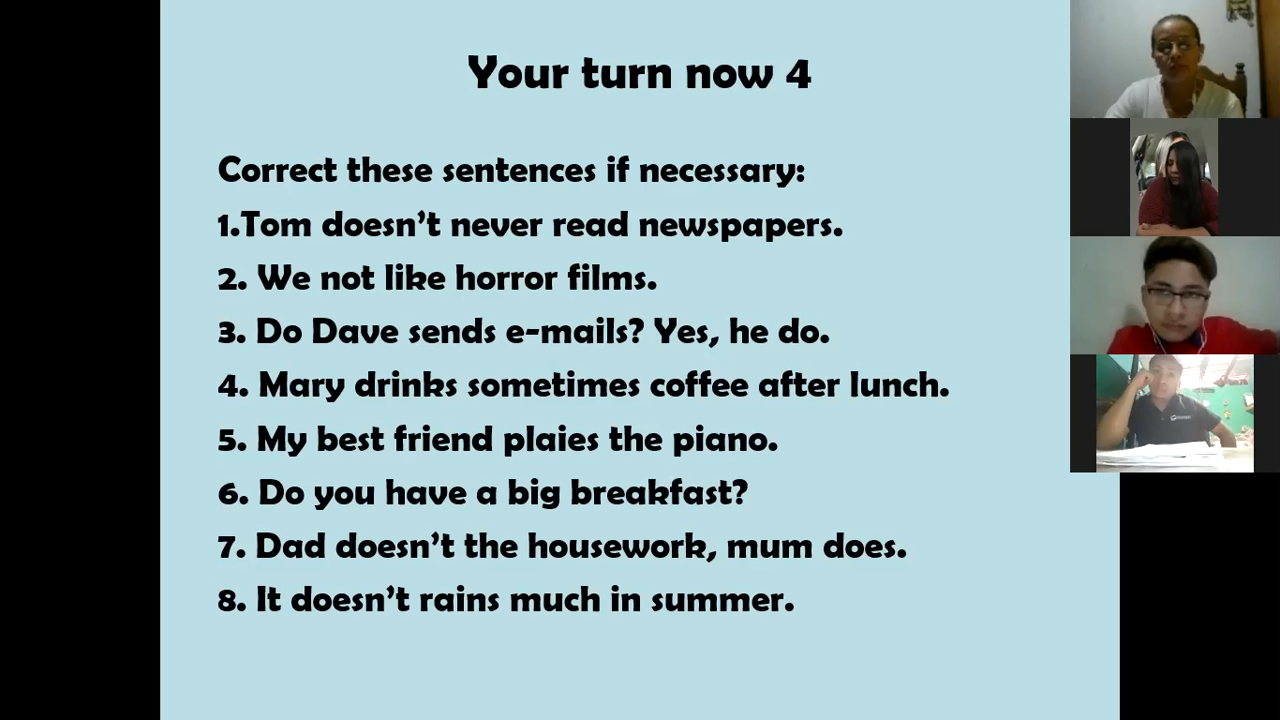 Your turn now 4
Correct these sentences if necessary:
1.Tom doesn't never read newspapers.
2. We not like horror films.
3. Do Dave sends e-mails? Yes, he do.
4. Mary drinks sometimes coffee after lunch.
5. My best friend plaies the piano.
6. Do you have a big breakfast?
7. Dad doesn't the housework, mum does.
8. It doesn't rains much in summer.